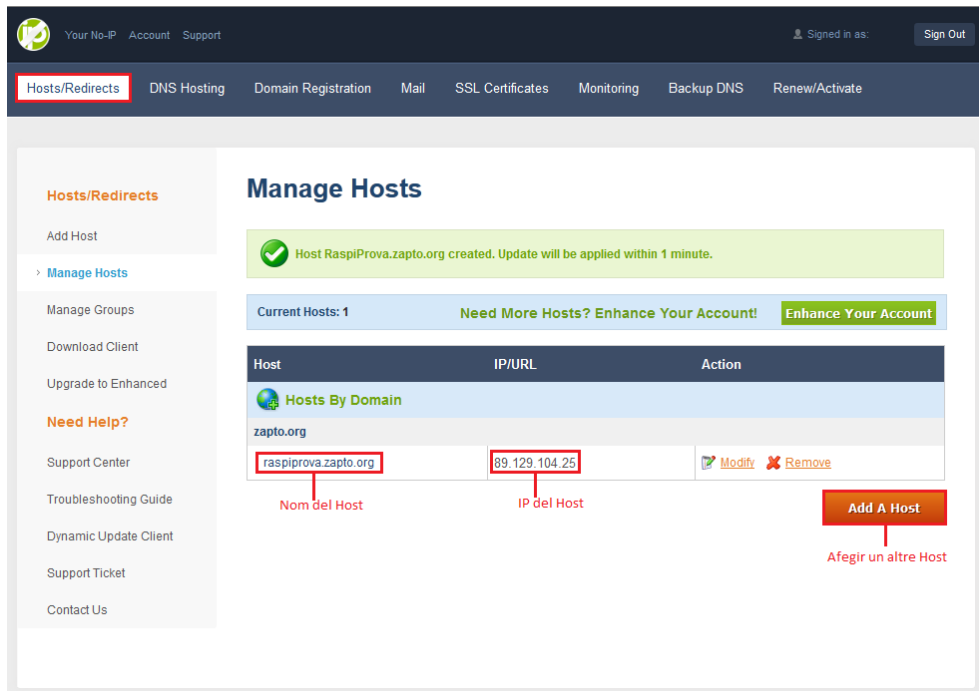 ip
Your No-IP Account Support
Signed in as:
Sign Out
Hosts/Redirects DNS Hosting Domain Registration Mail SSL Certificates Monitoring Backup DNS Renew/Activate
Hosts/Redirects
Add Host
Manage Hosts
Manage Groups
Download Client
Upgrade to Enhanced
Need Help?
Support Center
Troubleshooting Guide
Dynamic Update Client
Support Ticket
Contact Us
Manage Hosts
Host RaspiProva.zapto.org created. Update will be applied within 1 minute.
Current Hosts: 1 Need More Hosts? Enhance Your Account! Enhance Your Account
Host IP/URL Action
Hosts By Domain
zapto.org
raspiprova.zapto.org 89.129.104.25 Modify Remove
Nom del Host IP del Host
Add A Host
Afegir un altre Host